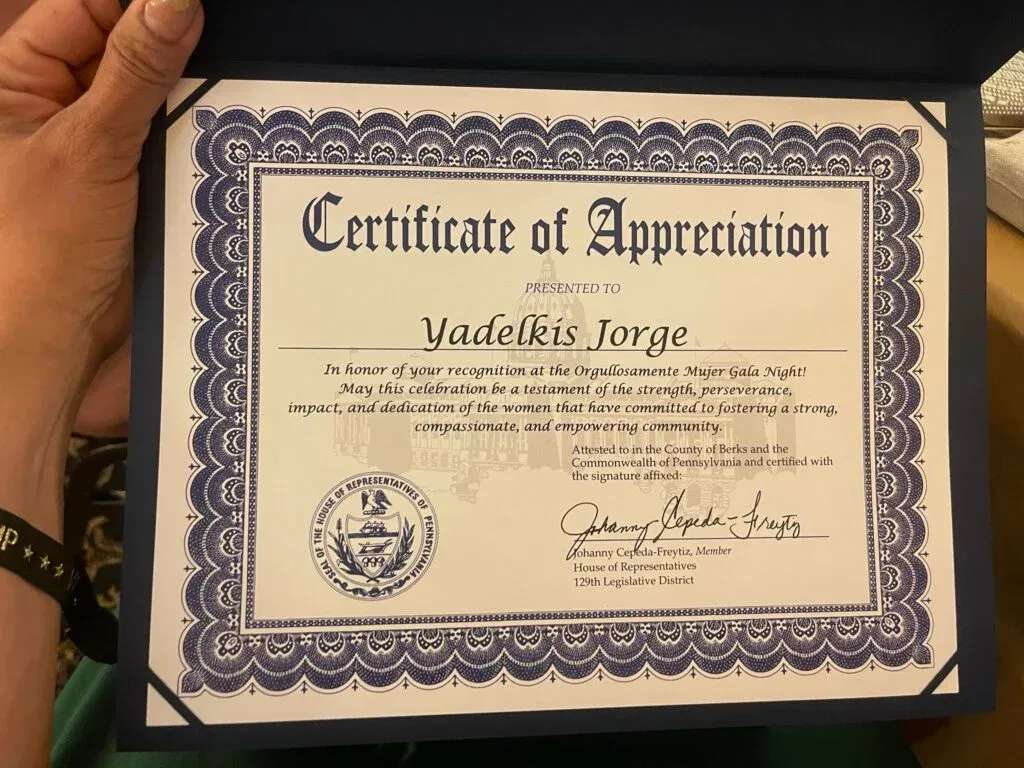 Certificate of Appreciation
PRESENTED TO
Yadelkis Jorge
In honor of your recognition at the Orgullosamente Mujer Gala Night!
May this celebration be a testament of the strength, perseverance,
impact, and dedication of the women that have committed to fostering a strong,
compassionate, and empowering community.
Attested to in the County of Berks and the
Commonwealth of Pennsylvania and certified with
the signature affixed:
SEAL OF THE HOUSE OF REPRESENTATIVES OF PENNSYLVANIA
Johanny Cepeda-Freytiz
Johanny Cepeda-Freytiz, Member
House of Representatives
129th Legislative District